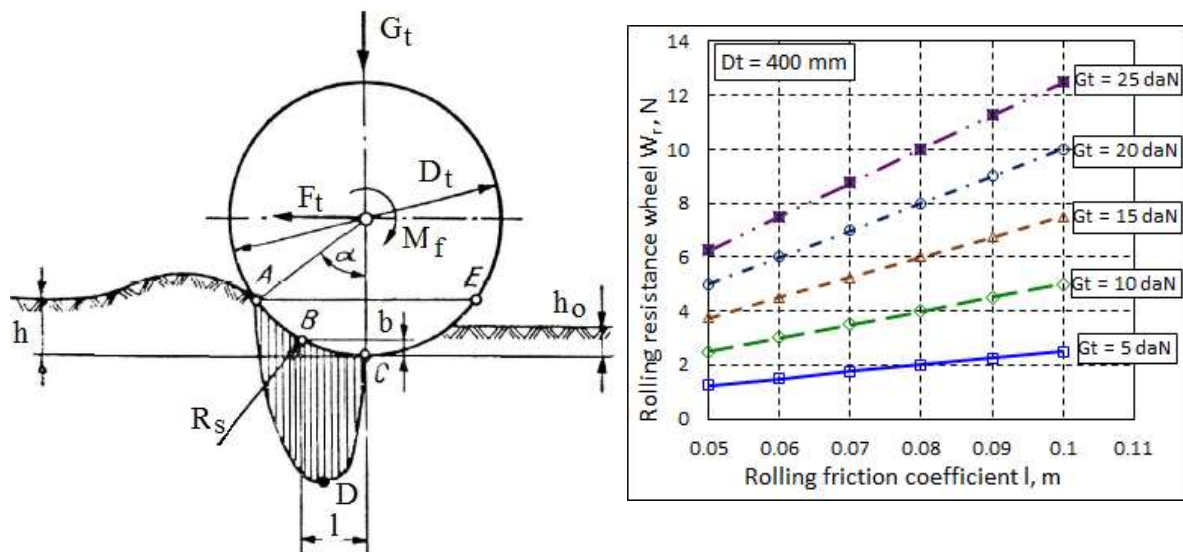 G_t
D_t
F_t
M_f
α
A
E
B
b
h_o
h
C
R_s
D
l
Dt = 400 mm
Gt = 25 daN
Gt = 20 daN
Gt = 15 daN
Gt = 10 daN
Gt = 5 daN
Rolling resistance wheel W_r, N
14
12
10
8
6
4
2
0
0.05 0.06 0.07 0.08 0.09 0.1 0.11
Rolling friction coefficient l, m